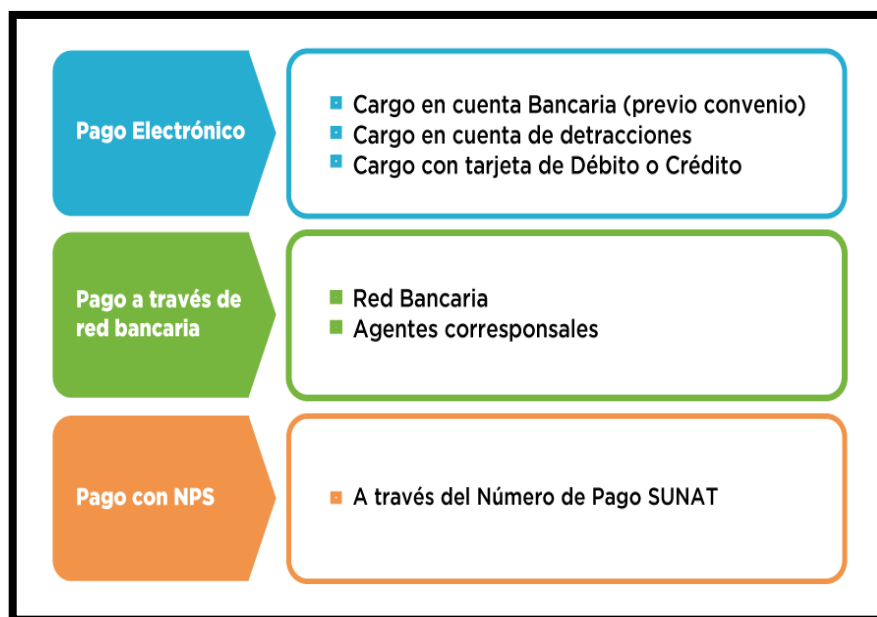 Pago Electrónico
Cargo en cuenta Bancaria (previo convenio)
Cargo en cuenta de detracciones
Cargo con tarjeta de Débito o Crédito
Pago a través de
red bancaria
Red Bancaria
Agentes corresponsales
Pago con NPS
A través del Número de Pago SUNAT